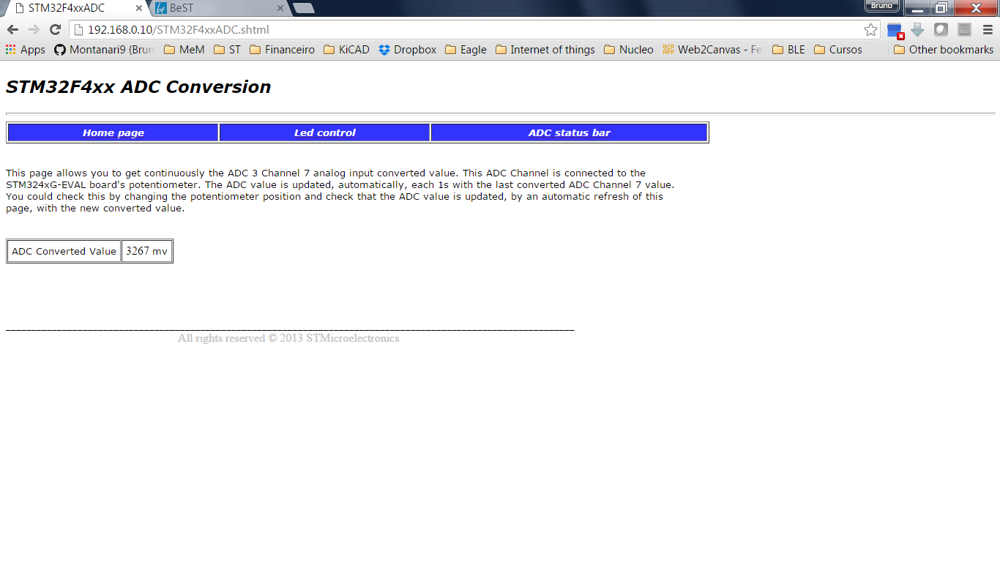 STM32F4xxADC
BeST
Bruno
192.168.0.10/STM32F4xxADC.shtml
Apps Montanari9 (Brun MeM ST Financeiro KiCAD Dropbox Eagle Internet of things Nucleo Web2Canvas - Fe BLE Cursos Other bookmarks
STM32F4xx ADC Conversion
Home page Led control ADC status bar
This page allows you to get continuously the ADC 3 Channel 7 analog input converted value. This ADC Channel is connected to the
STM324xG-EVAL board's potentiometer. The ADC value is updated, automatically, each 1s with the last converted ADC Channel 7 value.
You could check this by changing the potentiometer position and check that the ADC value is updated, by an automatic refresh of this
page, with the new converted value.
ADC Converted Value 3267 mv
All rights reserved © 2013 STMicroelectronics